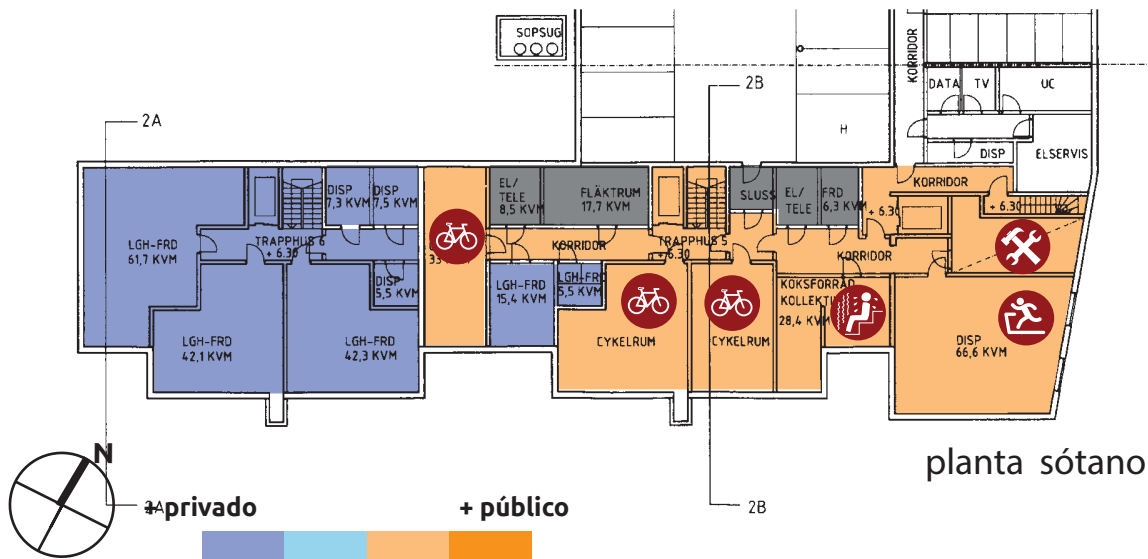 SOPSUG
KORRIDOR
2A
2B
DATA
TV
UC
H
DISP
ELSERVIS
DISP
7,3 KVM
DISP
7,5 KVM
EL/
TELE
8,5 KVM
FLÄKTRUM
17,7 KVM
SLUSS
EL/
TELE
FRD
6,3 KVM
KORRIDOR
+ 6.30
+ 6.30
LGH-FRD
61,7 KVM
TRAPPHUS 6
+ 6.30
33
KORRIDOR
TRAPPHUS 5
+ 6.30
KORRIDOR
DISP
5,5 KVM
LGH-FRD
15,4 KVM
LGH-FRD
5,5 KVM
KÖKSFÖRRÅD
KOLLEKTI
28,4 KVM
LGH-FRD
42,1 KVM
LGH-FRD
42,3 KVM
CYKELRUM
CYKELRUM
DISP
66,6 KVM
N
planta sótano
2A
2B
+ privado
+ público